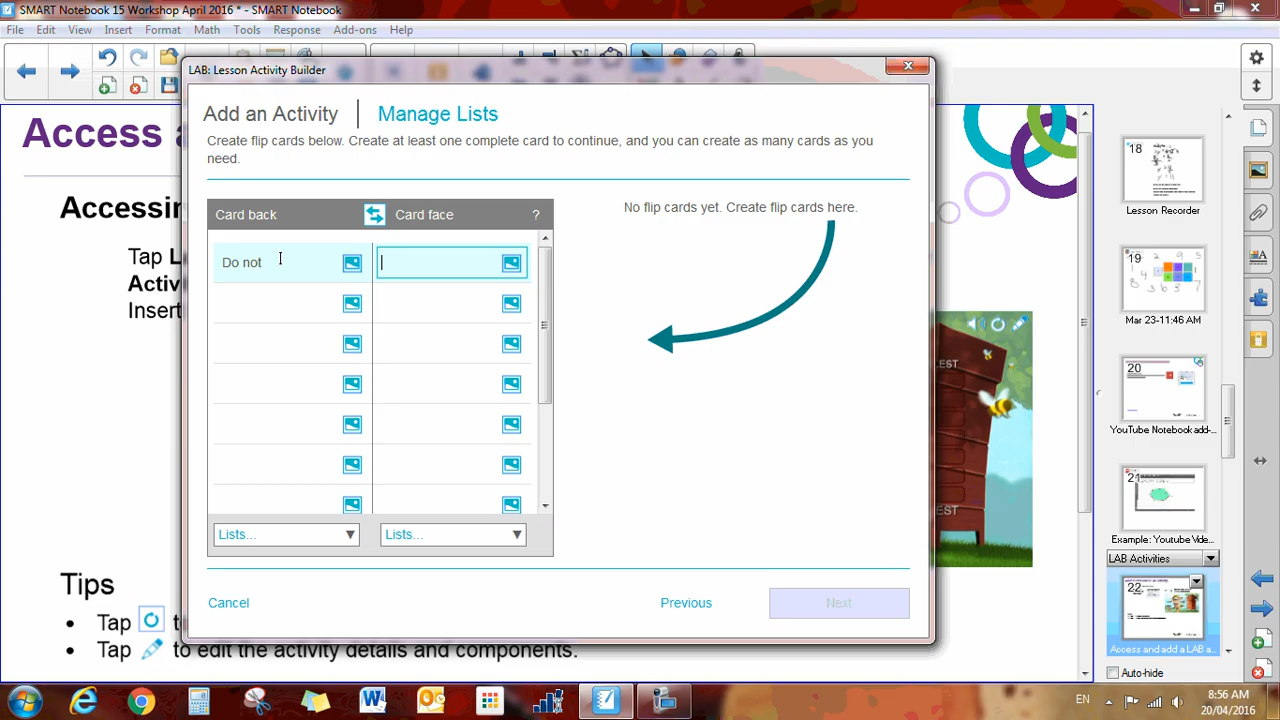 SMART Notebook 15 Workshop April 2016 * - SMART Notebook
File Edit View Insert Format Math Tools Response Add-ons Help
LAB: Lesson Activity Builder
Add an Activity | Manage Lists
Create flip cards below. Create at least one complete card to continue, and you can create as many cards as you
need.
Card back Card face ?
No flip cards yet. Create flip cards here.
Do not
Lists... Lists...
Cancel Previous Next
Access
Accessin
Tap L
Activ
Insert
Tips
Tap
Tap to edit the activity details and components.
EST
EST
18
Lesson Recorder
19
Mar 23-11:46 AM
20
YouTube Notebook add-...
21
Example: Youtube Vide...
LAB Activities
22
Access and add a LAB a...
Auto-hide
EN
8:56 AM
20/04/2016